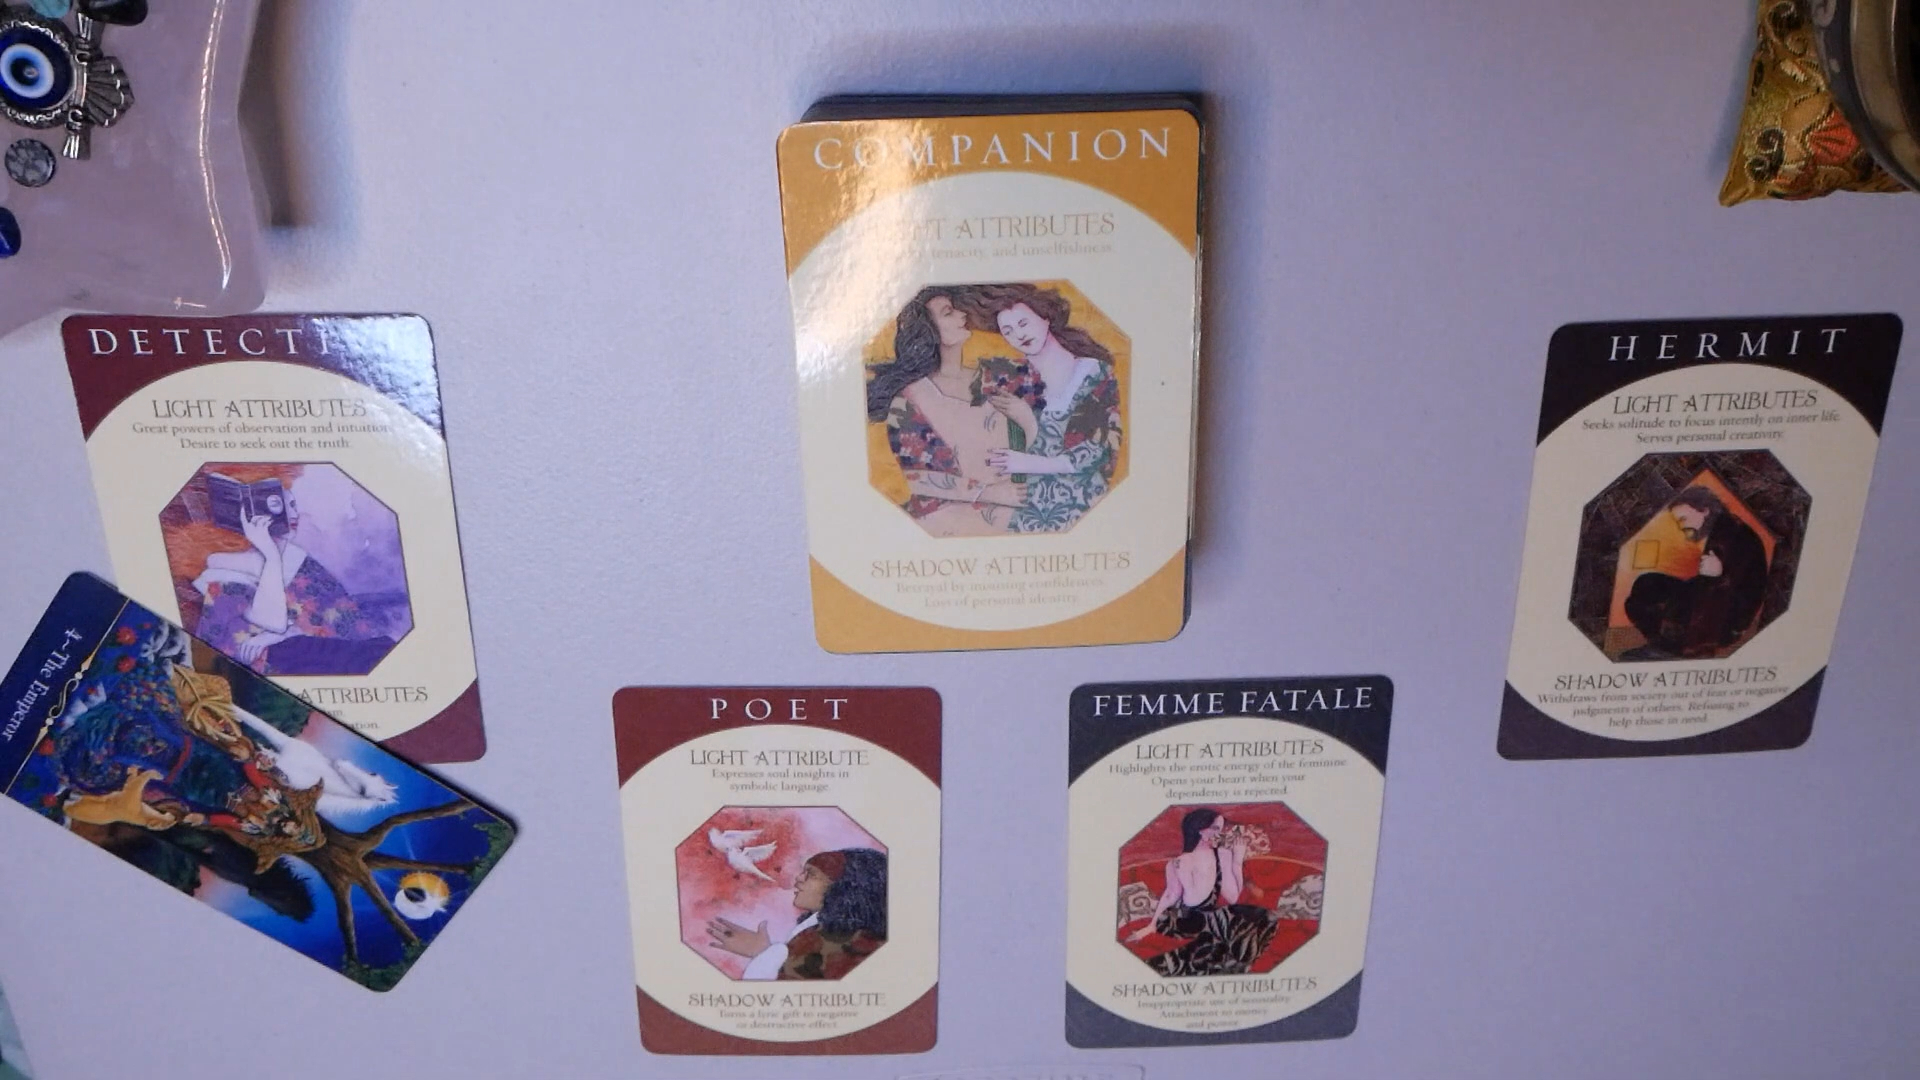 COMPANION
LIGHT ATTRIBUTES
tenacity, and unselfishness.
SHADOW ATTRIBUTES
Betrayal by misusing confidences.
Loss of personal identity.
DETECTI
LIGHT ATTRIBUTES
Great powers of observation and intuition.
Desire to seek out the truth.
ATTRIBUTES
4~The Emperor
HERMIT
LIGHT ATTRIBUTES
Seeks solitude to focus intently on inner life.
Serves personal creativity.
SHADOW ATTRIBUTES
Withdraws from society out of fear or negative
judgments of others. Refusing to
help those in need.
POET
LIGHT ATTRIBUTE
Expresses soul insights in
symbolic language.
SHADOW ATTRIBUTE
Turns a lyric gift to negative
or destructive effect.
FEMME FATALE
LIGHT ATTRIBUTES
Highlights the erotic energy of the feminine.
Opens your heart when your
dependency is rejected.
SHADOW ATTRIBUTES
Inappropriate use of sensuality.
Attachment to money
and power.